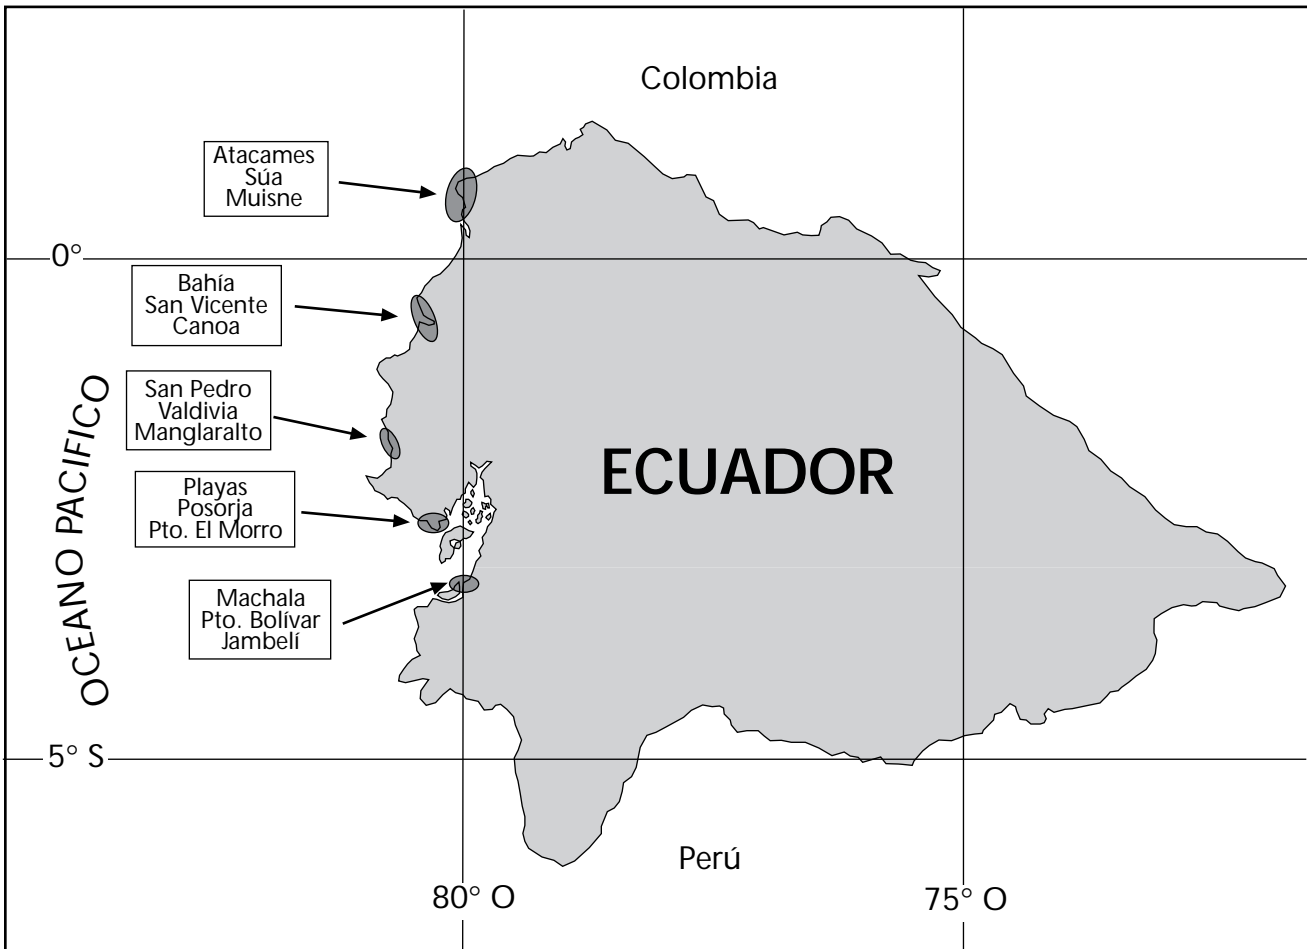 Colombia
Atacames
Súa
Muisne
0°
Bahía
San Vicente
Canoa
San Pedro
Valdivia
Manglaralto
OCEANO PACIFICO
ECUADOR
Playas
Posorja
Pto. El Morro
Machala
Pto. Bolívar
Jambelí
5° S
Perú
80° O
75° O